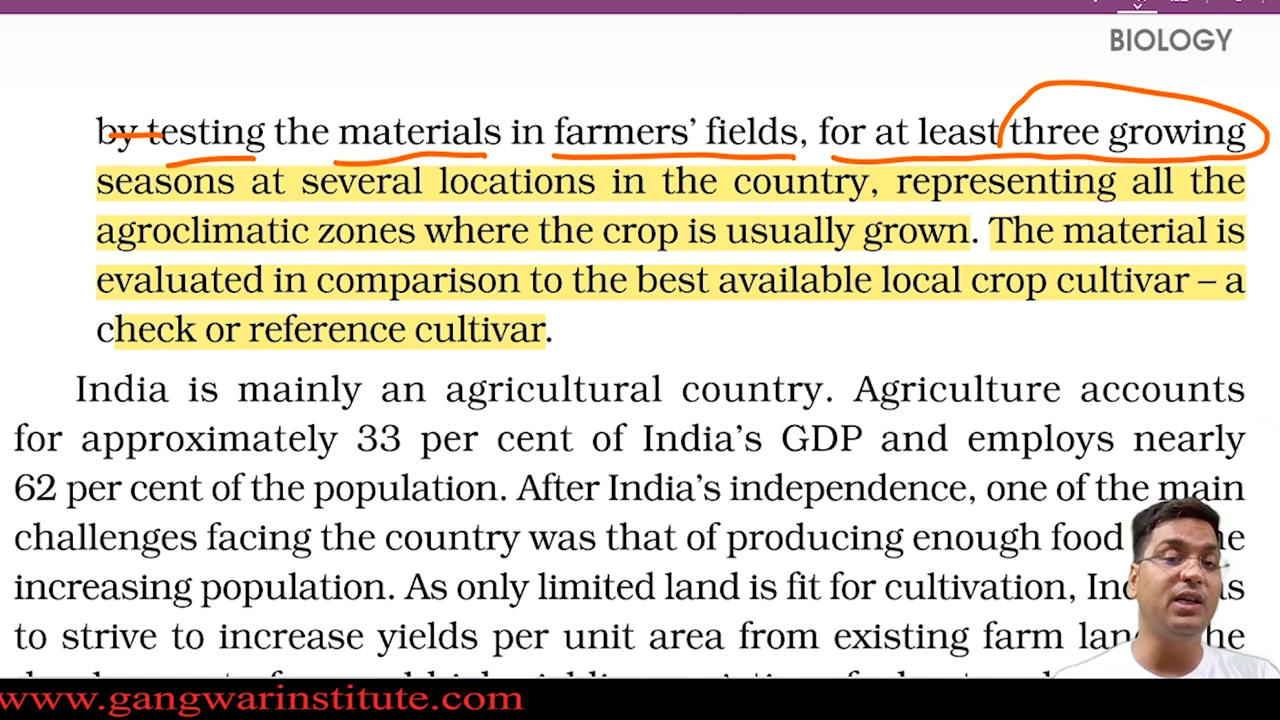 BIOLOGY
by testing the materials in farmers’ fields, for at least three growing
seasons at several locations in the country, representing all the
agroclimatic zones where the crop is usually grown. The material is
evaluated in comparison to the best available local crop cultivar – a
check or reference cultivar.
India is mainly an agricultural country. Agriculture accounts
for approximately 33 per cent of India’s GDP and employs nearly
62 per cent of the population. After India’s independence, one of the main
challenges facing the country was that of producing enough food
increasing population. As only limited land is fit for cultivation,
to strive to increase yields per unit area from existing farm
www.gangwarinstitute.com